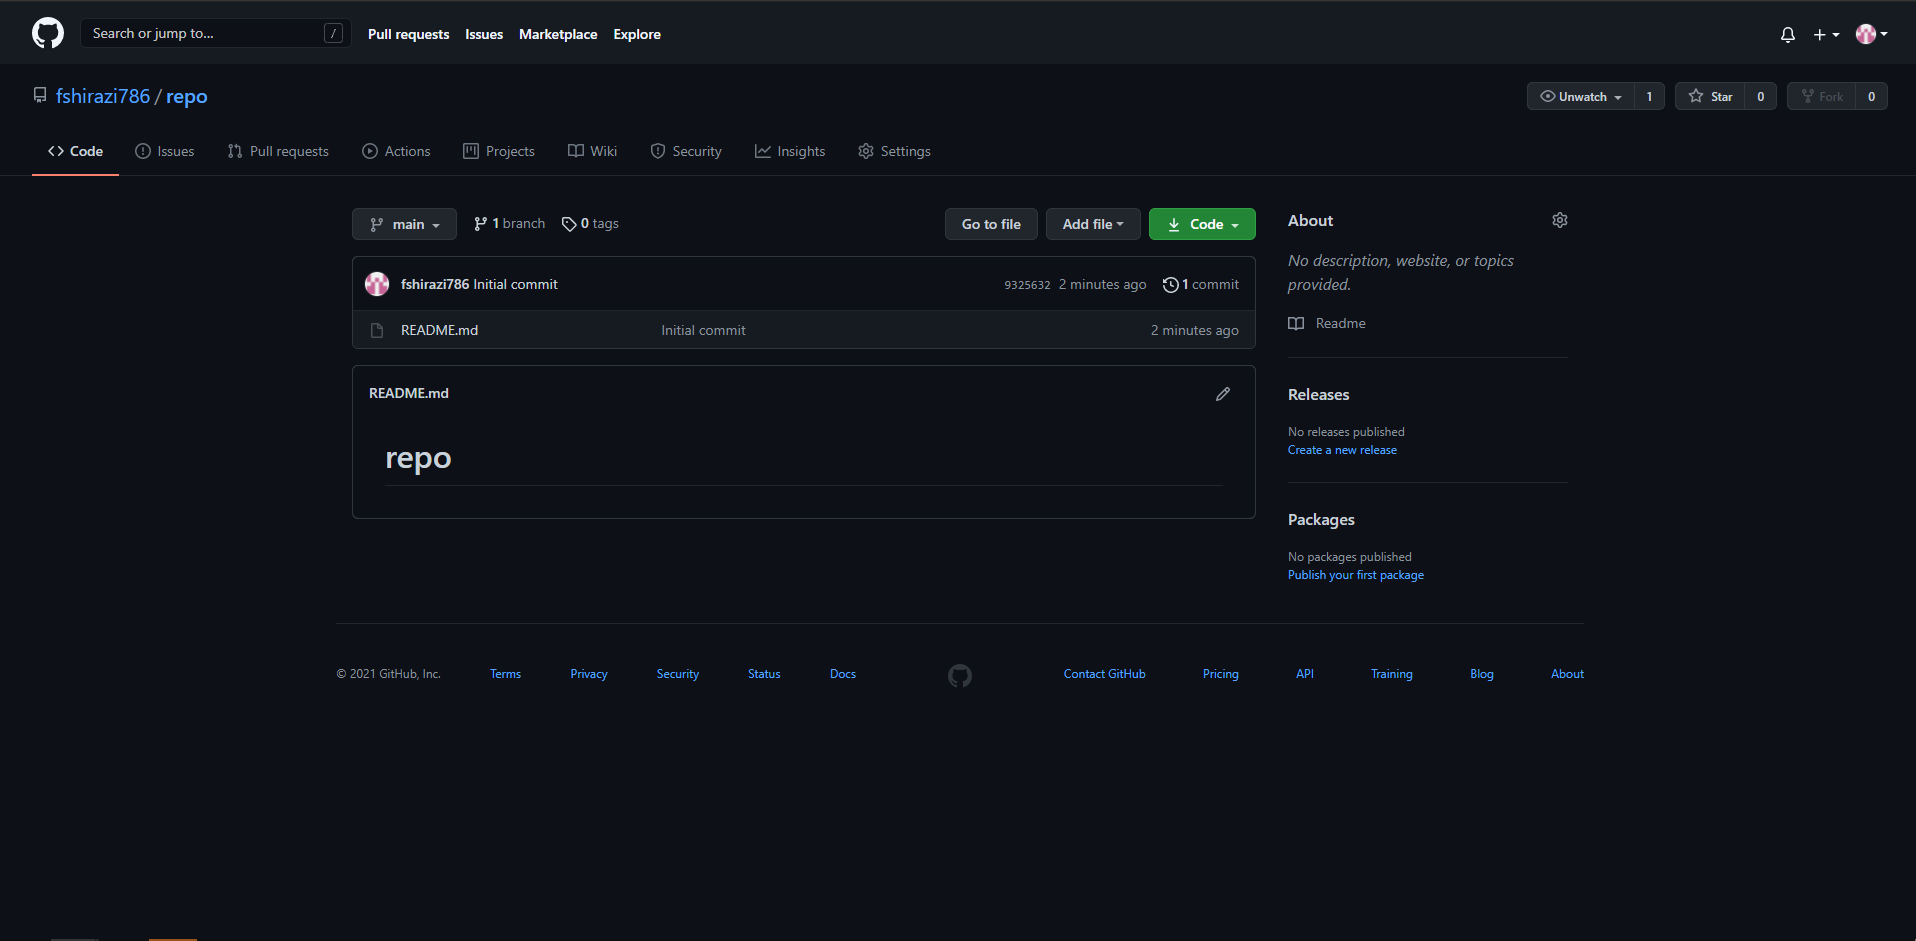 Search or jump to... / Pull requests Issues Marketplace Explore
fshirazi786 / repo Unwatch 1 Star 0 Fork 0
Code Issues Pull requests Actions Projects Wiki Security Insights Settings
main 1 branch 0 tags Go to file Add file Code
fshirazi786 Initial commit 9325632 2 minutes ago 1 commit
README.md Initial commit 2 minutes ago
README.md
repo
About
No description, website, or topics
provided.
Readme
Releases
No releases published
Create a new release
Packages
No packages published
Publish your first package
© 2021 GitHub, Inc. Terms Privacy Security Status Docs Contact GitHub Pricing API Training Blog About